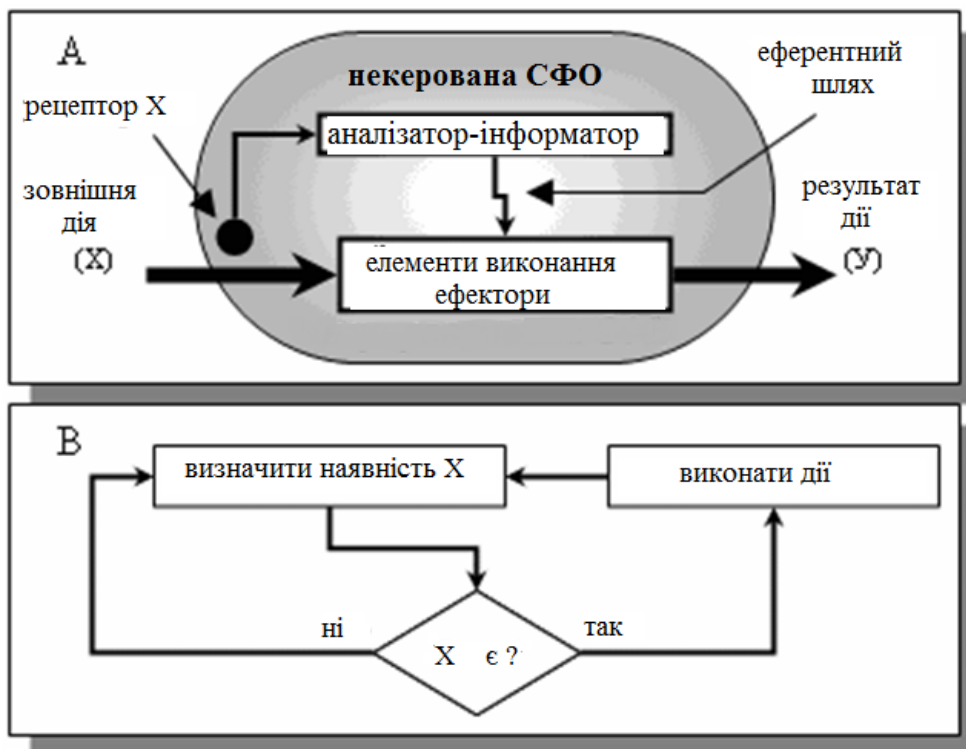 А
некерована СФО
еферентний
шлях
рецептор Х
аналізатор-інформатор
зовнішня
дія
(Х)
результат
дії
(У)
елементи виконання
ефектори
В
визначити наявність Х
виконати дії
ні
так
Х є ?